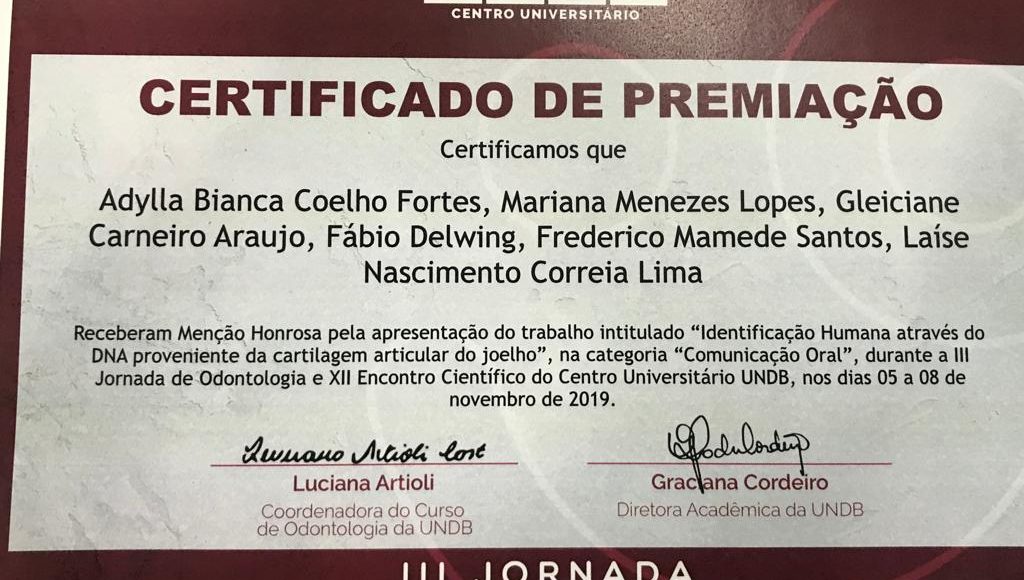 CENTRO UNIVERSITÁRIO
CERTIFICADO DE PREMIAÇÃO
Certificamos que
Adylla Bianca Coelho Fortes, Mariana Menezes Lopes, Gleiciane
Carneiro Araujo, Fábio Delwing, Frederico Mamede Santos, Laíse
Nascimento Correia Lima
Receberam Menção Honrosa pela apresentação do trabalho intitulado “Identificação Humana através do
DNA proveniente da cartilagem articular do joelho”, na categoria “Comunicação Oral”, durante a III
Jornada de Odontologia e XII Encontro Científico do Centro Universitário UNDB, nos dias 05 a 08 de
novembro de 2019.
Luciana Artioli
Coordenadora do Curso
de Odontologia da UNDB
Graciana Cordeiro
Diretora Acadêmica da UNDB
III JORNADA